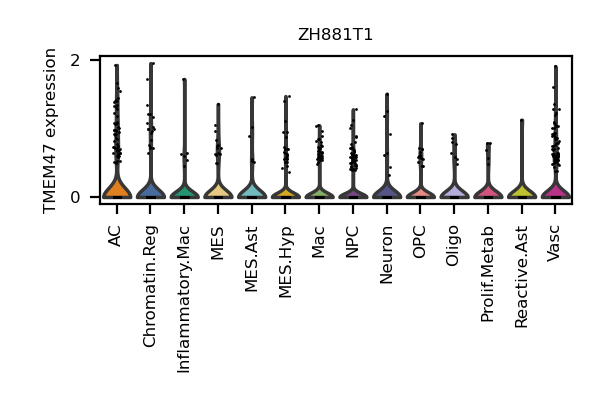 ZH881T1
TMEM47 expression
2
0
AC
Chromatin.Reg
Inflammatory.Mac
MES
MES.Ast
MES.Hyp
Mac
NPC
Neuron
OPC
Oligo
Prolif.Metab
Reactive.Ast
Vasc